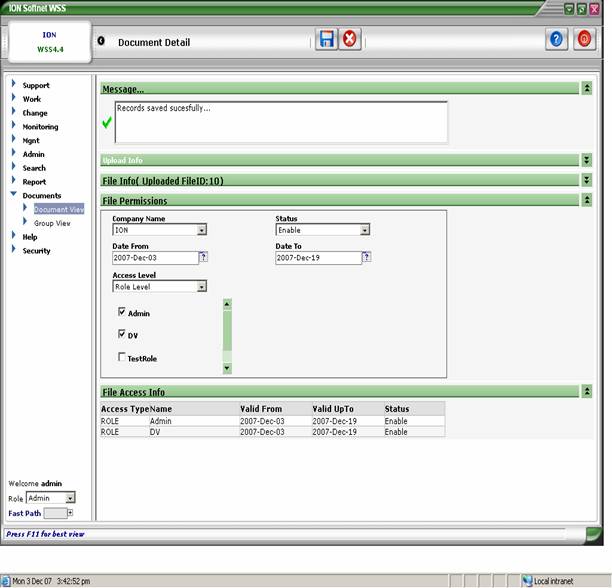 ION Softnet WSS
ION
WSS4.4
Document Detail
Support
Work
Change
Monitoring
Mgnt
Admin
Search
Report
Documents
Document View
Group View
Help
Security
Message...
Records saved sucesfully...
Upload Info
File Info( Uploaded FileID:10)
File Permissions
Company Name Status
ION Enable
Date From Date To
2007-Dec-03 ? 2007-Dec-19 ?
Access Level
Role Level
Admin
DV
TestRole
File Access Info
Access Type Name Valid From Valid UpTo Status
ROLE Admin 2007-Dec-03 2007-Dec-19 Enable
ROLE DV 2007-Dec-03 2007-Dec-19 Enable
Welcome admin
Role Admin
Fast Path
Press F11 for best view
Mon 3 Dec 07 3:42:52 pm Local intranet